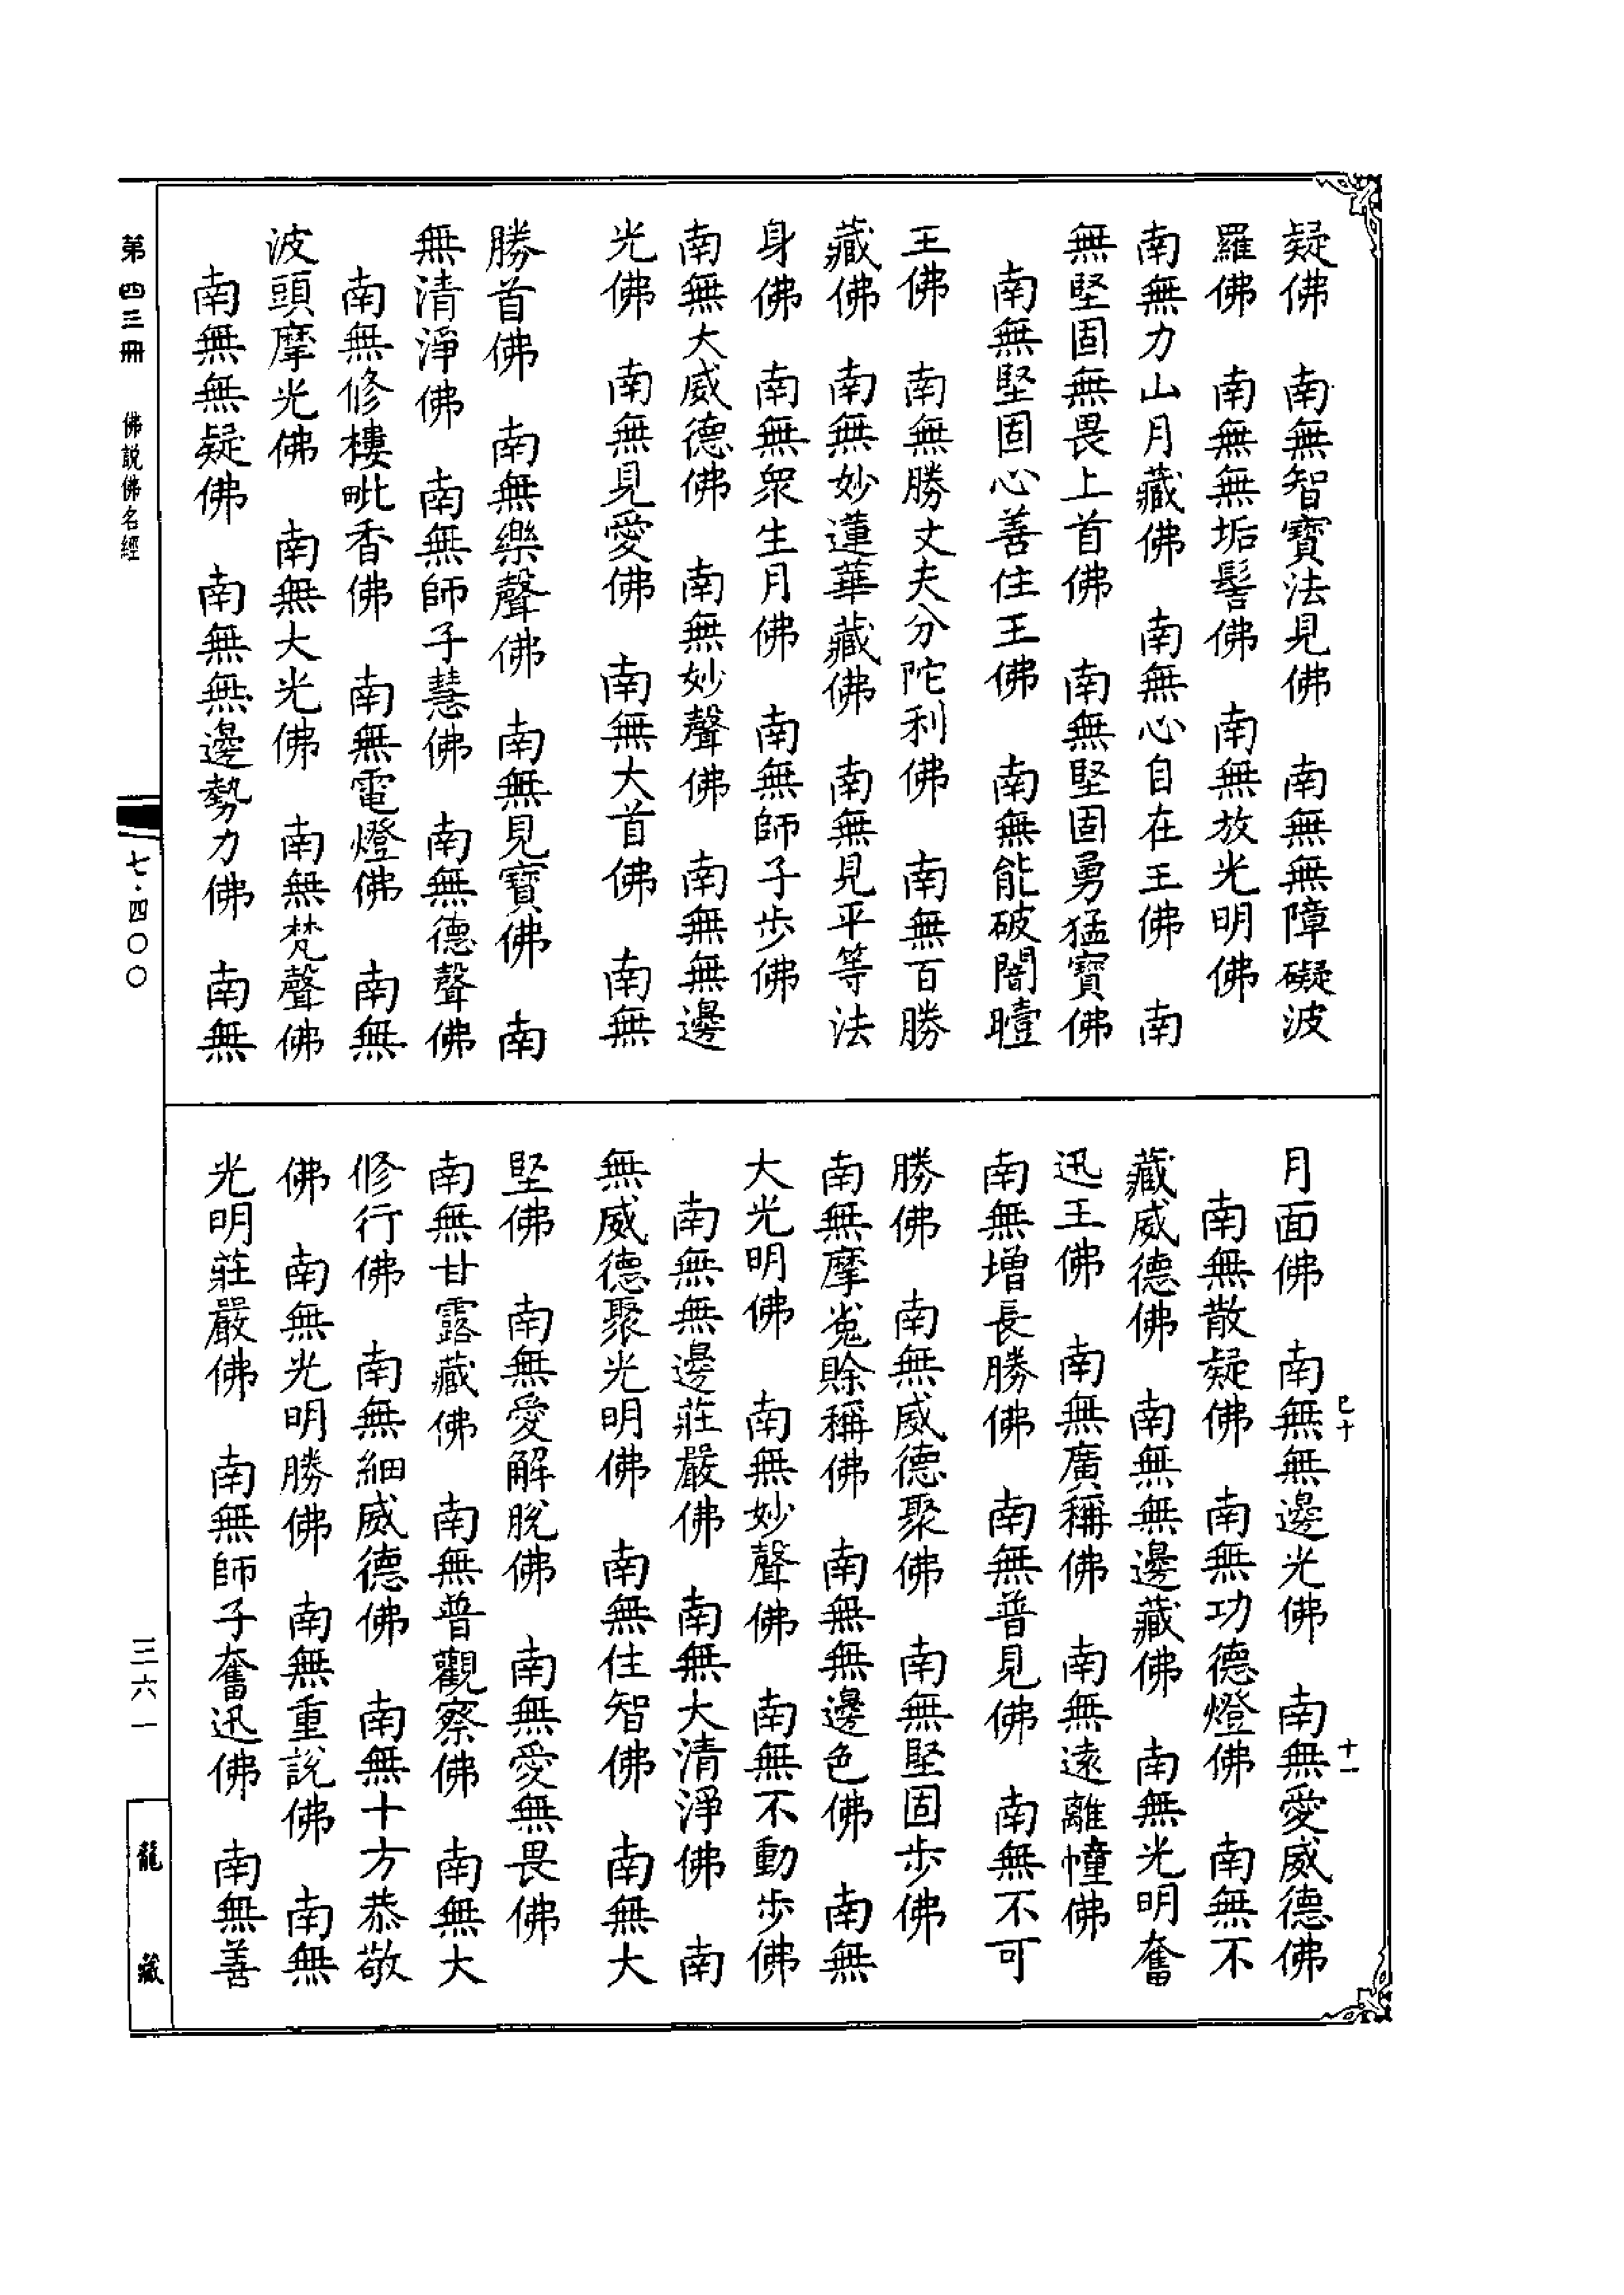 疑佛　南無智寶法見佛　南無無障礙波
羅佛　南無無垢髻佛　南無放光明佛
南無力山月藏佛　南無心自在王佛　南
無堅固無畏上首佛　南無堅固勇猛寶佛
南無堅固心善住王佛　南無能破闇曀
王佛　南無勝丈夫分陀利佛　南無百勝
藏佛　南無妙蓮華藏佛　南無見平等法
身佛　南無眾生月佛　南無師子步佛
南無大威德佛　南無妙聲佛　南無無邊
光佛　南無見愛佛　南無大首佛　南無
勝首佛　南無樂聲佛　南無見寶佛　南
無清淨佛　南無師子慧佛　南無德聲佛
南無修樓毗香佛　南無電燈佛　南無
波頭摩光佛　南無大光佛　南無梵聲佛
南無無疑佛　南無無邊勢力佛　南無
月面佛　南無無邊光佛　南無愛威德佛
南無散疑佛　南無功德燈佛　南無不
藏威德佛　南無無邊藏佛　南無光明奮
迅王佛　南無廣稱佛　南無遠離幢佛
南無增長勝佛　南無普見佛　南無不可
勝佛　南無威德聚佛　南無堅固步佛
南無摩㝹賒稱佛　南無無邊色佛　南無
大光明佛　南無妙聲佛　南無不動步佛
南無無邊莊嚴佛　南無大清淨佛　南
無威德聚光明佛　南無住智佛　南無大
堅佛　南無愛解脫佛　南無愛無畏佛
南無甘露藏佛　南無普觀察佛　南無大
修行佛　南無細威德佛　南無十方恭敬
佛　南無光明勝佛　南無重說佛　南無
光明莊嚴佛　南無師子奮迅佛　南無善
已十
十一
第四三冊　佛說佛名經
七·四〇〇
三六一
龍藏